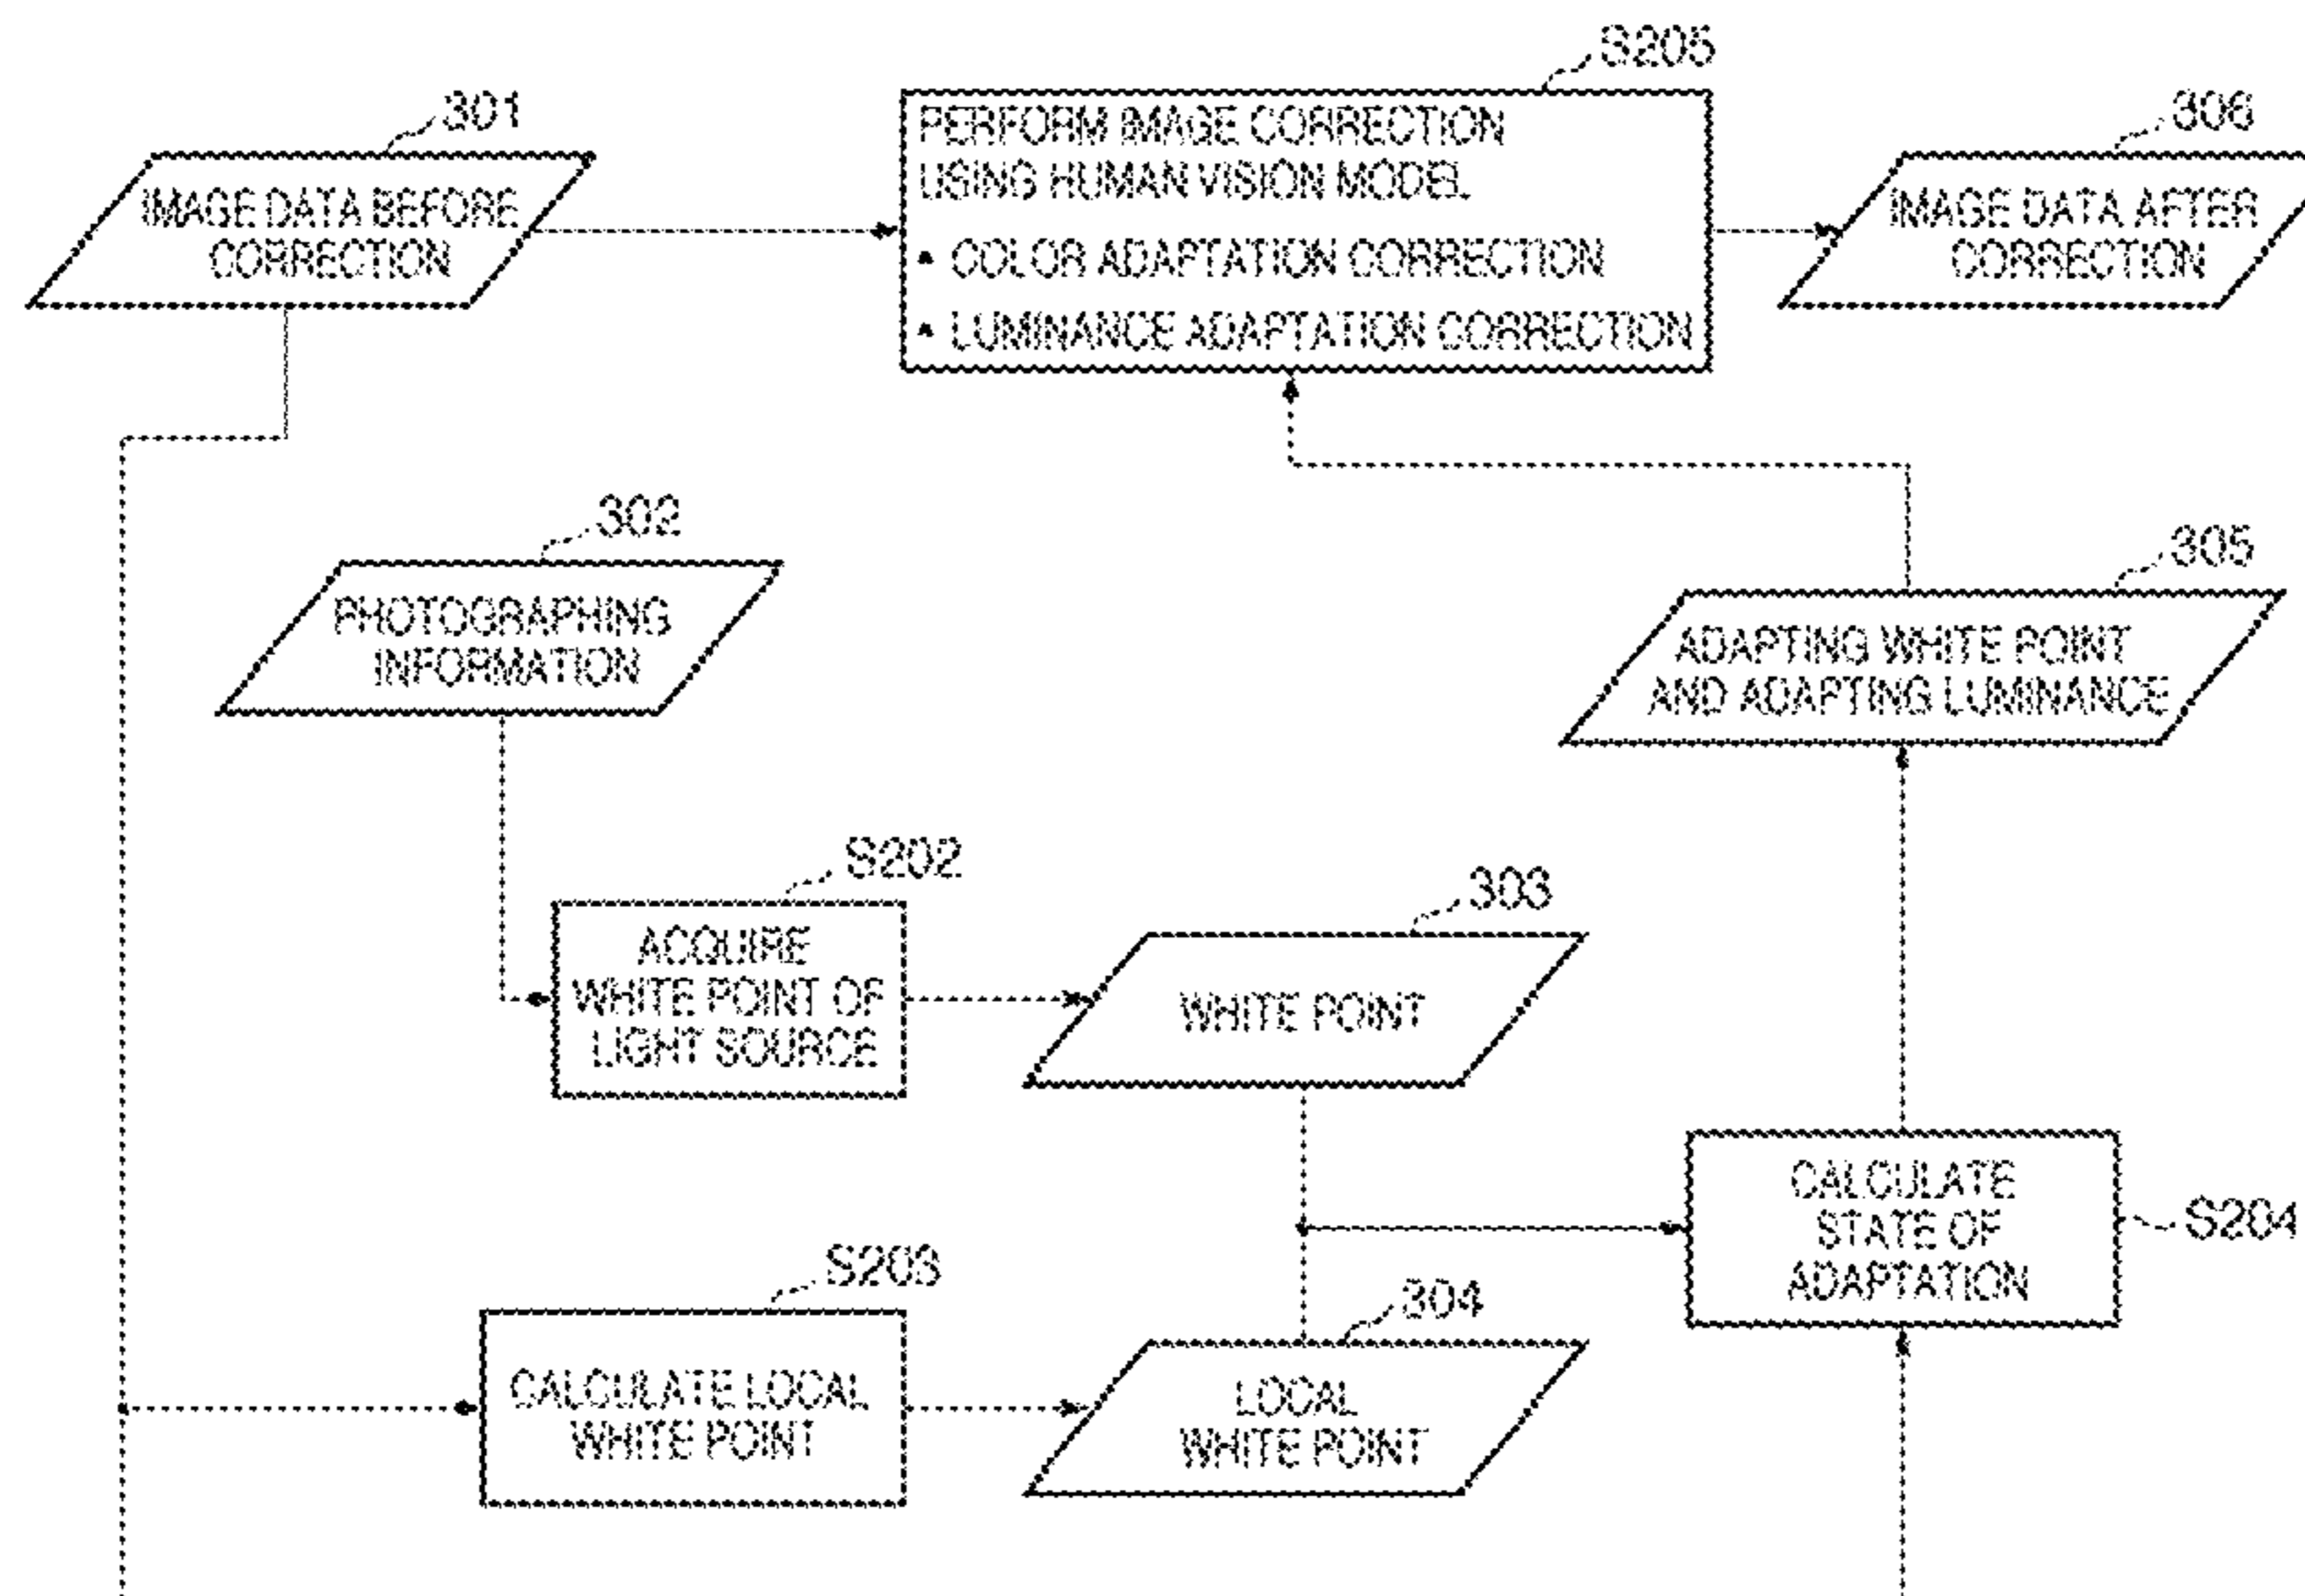 S205
301
306
PERFORM IMAGE CORRECTION
USING HUMAN VISION MODEL
• COLOR ADAPTATION CORRECTION
• LUMINANCE ADAPTATION CORRECTION
IMAGE DATA BEFORE
CORRECTION
IMAGE DATA AFTER
CORRECTION
302
305
PHOTOGRAPHING
INFORMATION
ADAPTING WHITE POINT
AND ADAPTING LUMINANCE
S202
303
ACQUIRE
WHITE POINT OF
LIGHT SOURCE
WHITE POINT
CALCULATE
STATE OF
ADAPTATION
S204
S203
304
CALCULATE LOCAL
WHITE POINT
LOCAL
WHITE POINT